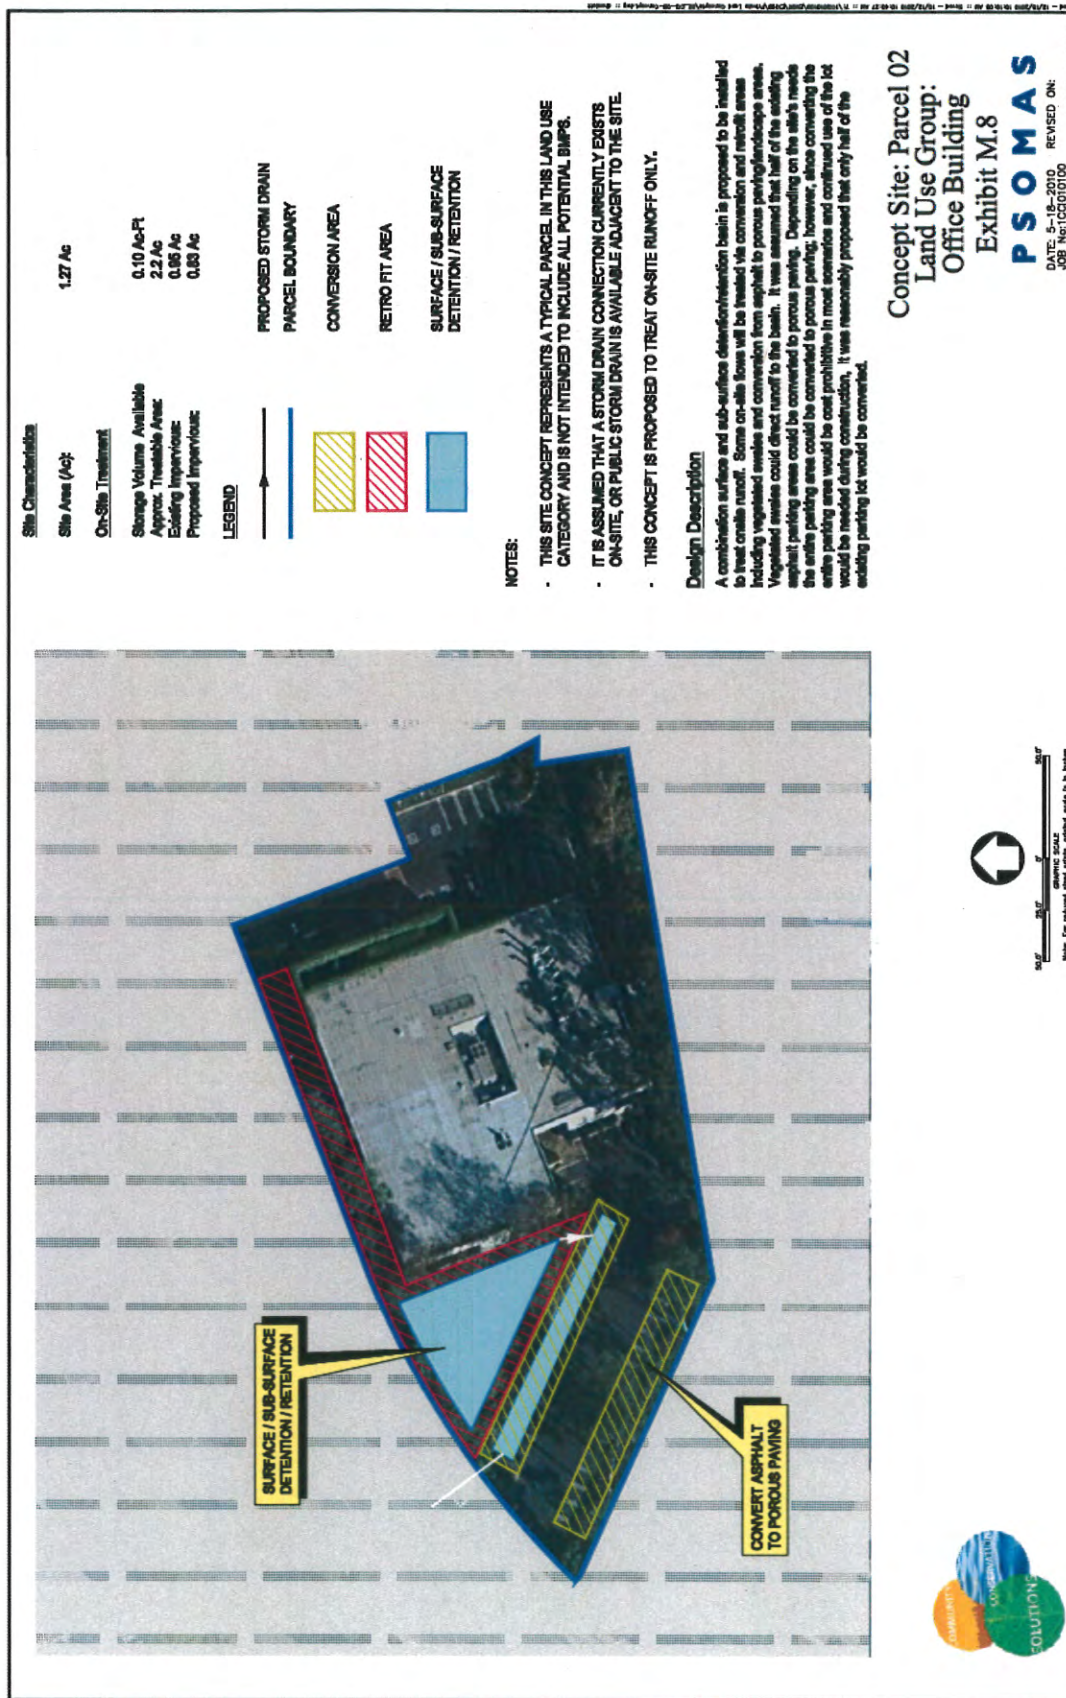 Site Characteristics
Site Area (Ac): 1.27 Ac
On-Site Treatment
Storage Volume Available 0.10 Ac-Ft
Approx. Treatable Area: 2.2 Ac
Existing Impervious: 0.95 Ac
Proposed Impervious: 0.83 Ac
LEGEND
PROPOSED STORM DRAIN
PARCEL BOUNDARY
CONVERSION AREA
RETRO FIT AREA
SURFACE / SUB-SURFACE
DETENTION / RETENTION
NOTES:
- THIS SITE CONCEPT REPRESENTS A TYPICAL PARCEL IN THIS LAND USE
CATEGORY AND IS NOT INTENDED TO INCLUDE ALL POTENTIAL BMPS.
- IT IS ASSUMED THAT A STORM DRAIN CONNECTION CURRENTLY EXISTS
ON-SITE, OR PUBLIC STORM DRAIN IS AVAILABLE ADJACENT TO THE SITE.
- THIS CONCEPT IS PROPOSED TO TREAT ON-SITE RUNOFF ONLY.
Design Description
A combination surface and sub-surface detention/retention basin is proposed to be installed
to treat onsite runoff. Some on-site flows will be treated via conversion and retrofit areas
including vegetated swales and conversion from asphalt to porous paving/landscape areas.
Vegetated swales could direct runoff to the basin. It was assumed that half of the existing
asphalt parking areas could be converted to porous paving. Depending on the site's needs
the entire parking area could be converted to porous paving; however, since converting the
entire parking area would be cost prohibitive in most scenarios and continued use of the lot
would be needed during construction, it was reasonably proposed that only half of the
existing parking lot would be converted.
SURFACE / SUB-SURFACE
DETENTION / RETENTION
CONVERT ASPHALT
TO POROUS PAVING
COMMUNITY
CONSERVATION
SOLUTIONS
50.0' 25.0' 0' 50.0'
GRAPHIC SCALE
Concept Site: Parcel 02
Land Use Group:
Office Building
Exhibit M.8
PSOMAS
DATE: 5-18-2010 REVISED ON:
JOB No:1CCI010100